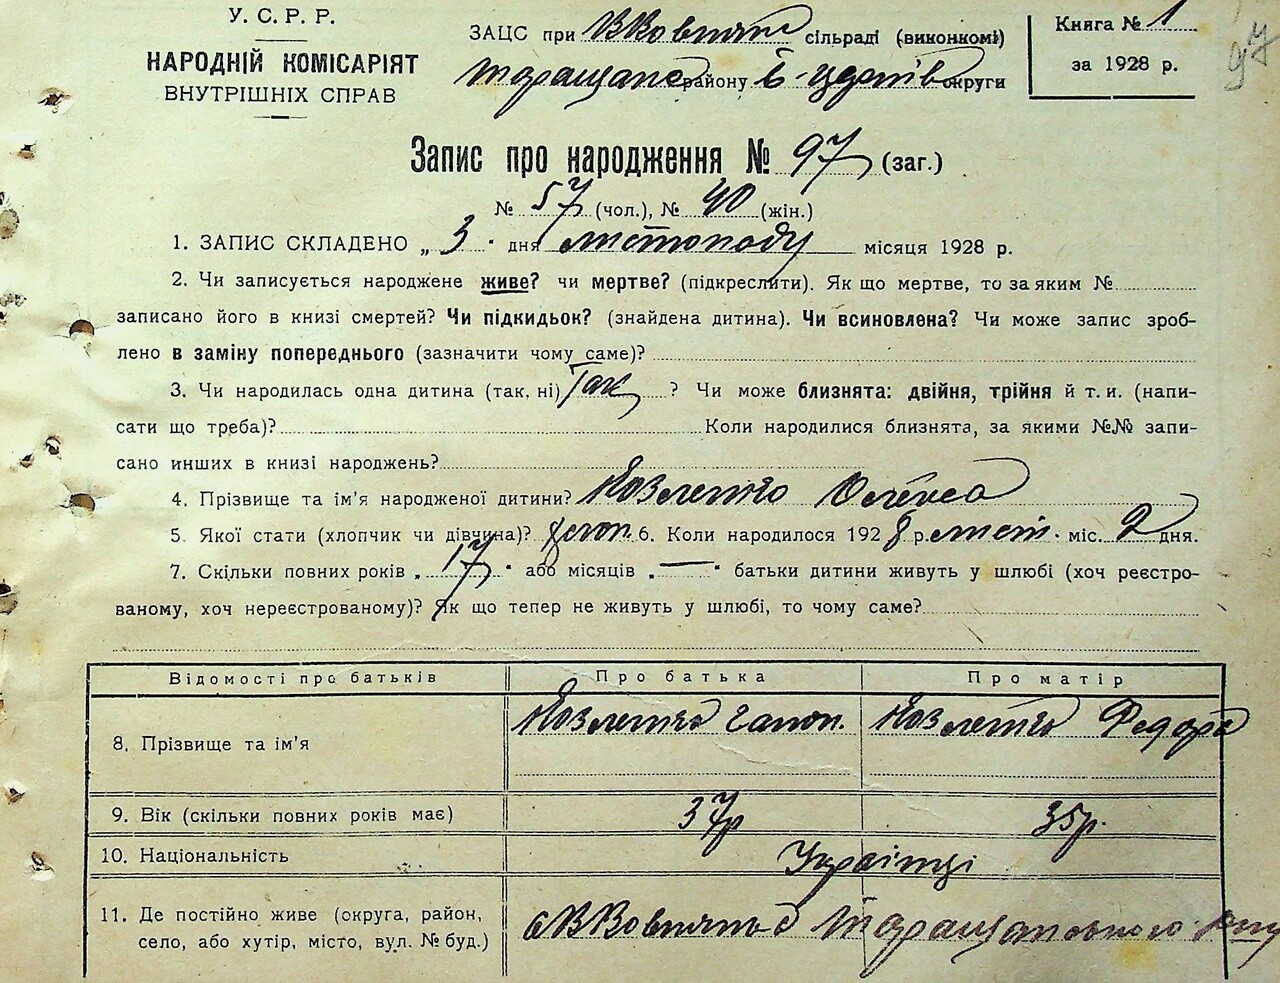 У. С. Р. Р.
НАРОДНІЙ КОМІСАРІЯТ
ВНУТРІШНІХ СПРАВ
ЗАЦС при В Вовнянс сільраді (виконкомі)
Таращанс району Б-церків округи
Книга № 1
за 1928 р.
97
Запис про народження № 97 (заг.)
№ 57 (чол.), № 40 (жін.)
1. ЗАПИС СКЛАДЕНО „ 3 " дня листопаду місяця 1928 р.
2. Чи записується народжене живе? чи мертве? (підкреслити). Як що мертве, то за яким №
записано його в книзі смертей? Чи підкидьок? (знайдена дитина). Чи всиновлена? Чи може запис зроб-
лено в заміну попереднього (зазначити чому саме)?
3. Чи народилась одна дитина (так, ні) Так ? Чи може близнята: двійня, трійня й т. и. (напи-
сати що треба)? Коли народилися близнята, за якими №№ запи-
сано инших в книзі народжень?
4. Прізвище та ім'я народженої дитини? Олекса
5. Якої стати (хлопчик чи дівчина)? хлоп. 6. Коли народилося 1928 р. лист. міс. 2 дня.
7. Скільки повних років „ 17 " або місяців „ — " батьки дитини живуть у шлюбі (хоч реєстро-
ваному, хоч нереєстрованому)? Як що тепер не живуть у шлюбі, то чому саме?
Відомості про батьків Про батька Про матір
8. Прізвище та ім'я Гапон. Федора
9. Вік (скільки повних років має) 37р 35р.
10. Національність Українці
11. Де постійно живе (округа, район,
село, або хутір, місто, вул. № буд.) с В Вовнянка Таращанського